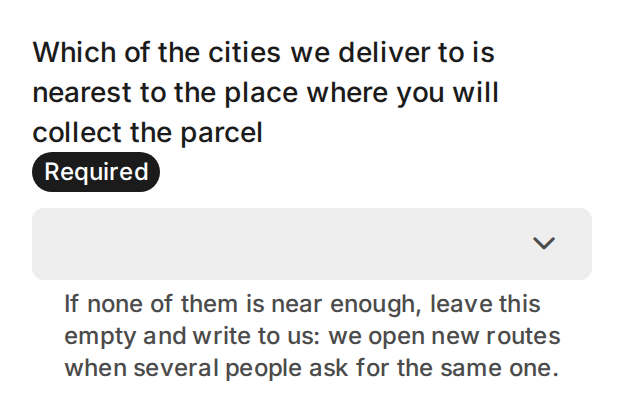 Which of the cities we deliver to is
nearest to the place where you will
collect the parcel
Required
If none of them is near enough, leave this
empty and write to us: we open new routes
when several people ask for the same one.